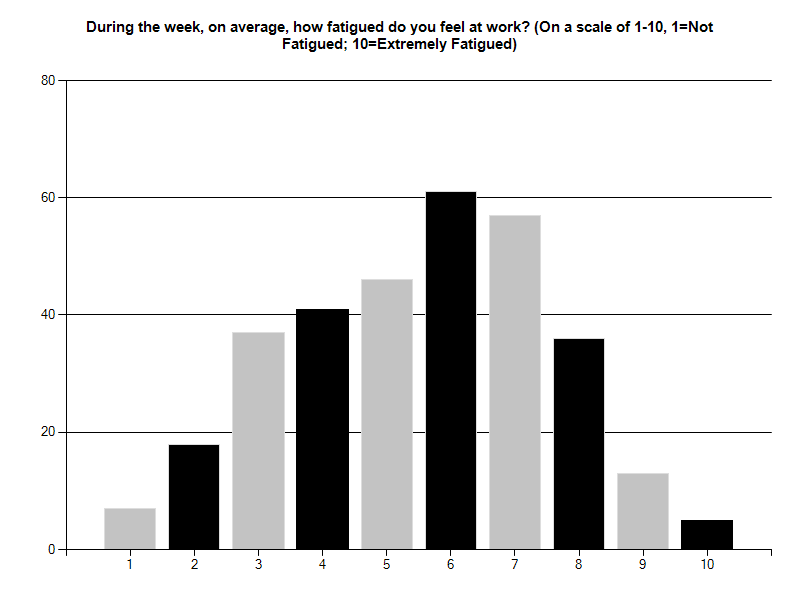 During the week, on average, how fatigued do you feel at work? (On a scale of 1-10, 1=Not
Fatigued; 10=Extremely Fatigued)
80
60
40
20
0
1 2 3 4 5 6 7 8 9 10